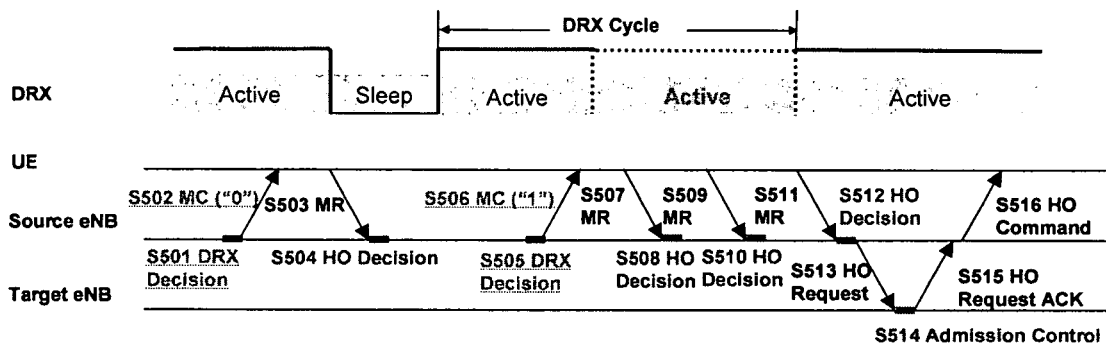 DRX Cycle
DRX
Active
Sleep
Active
Active
Active
UE
S502 MC ("0")
S503 MR
S506 MC ("1")
S507
MR
S509
MR
S511
MR
S512 HO
Decision
S516 HO
Command
Source eNB
S501 DRX
Decision
S504 HO Decision
S505 DRX
Decision
S508 HO
Decision
S510 HO
Decision
S513 HO
Request
S515 HO
Request ACK
Target eNB
S514 Admission Control